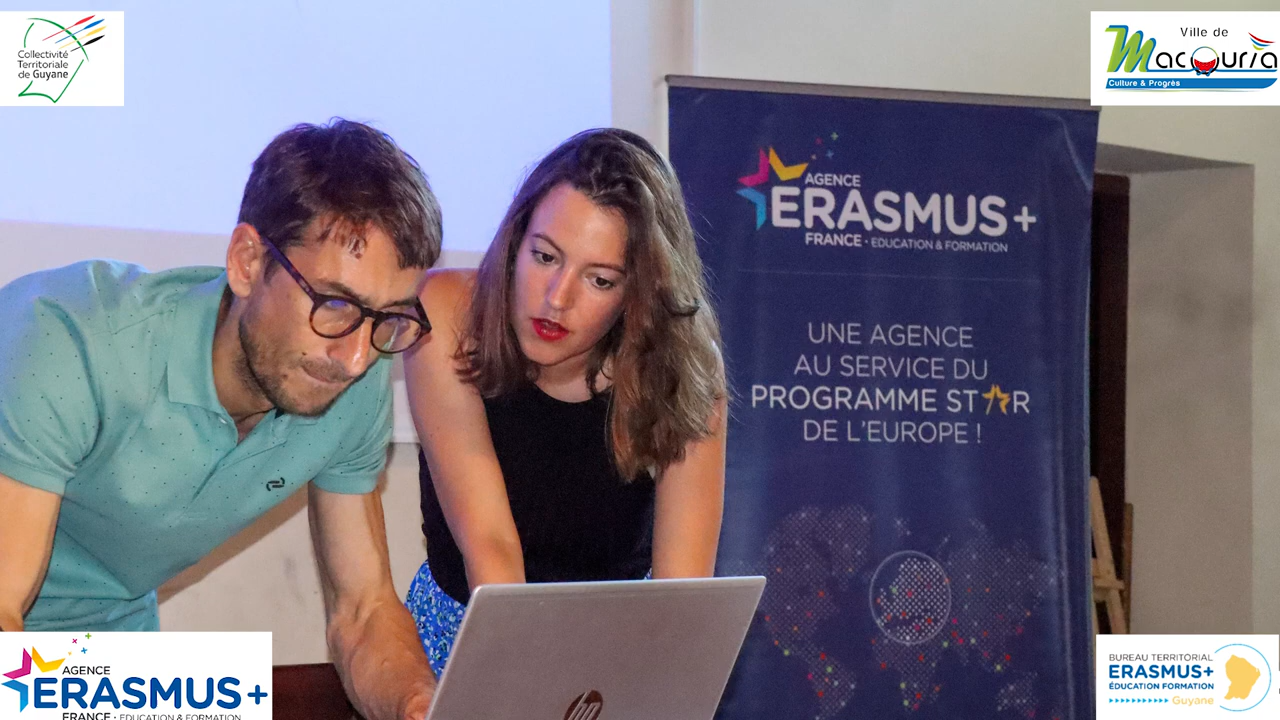 Collectivité
Territoriale
de Guyane
Ville de
Macouria
Culture & Progrès
AGENCE
ERASMUS+
FRANCE · EDUCATION & FORMATION
UNE AGENCE
AU SERVICE DU
PROGRAMME STAR
DE L'EUROPE !
hp
AGENCE
ERASMUS+
FRANCE · EDUCATION & FORMATION
BUREAU TERRITORIAL
ERASMUS+
ÉDUCATION FORMATION
Guyane